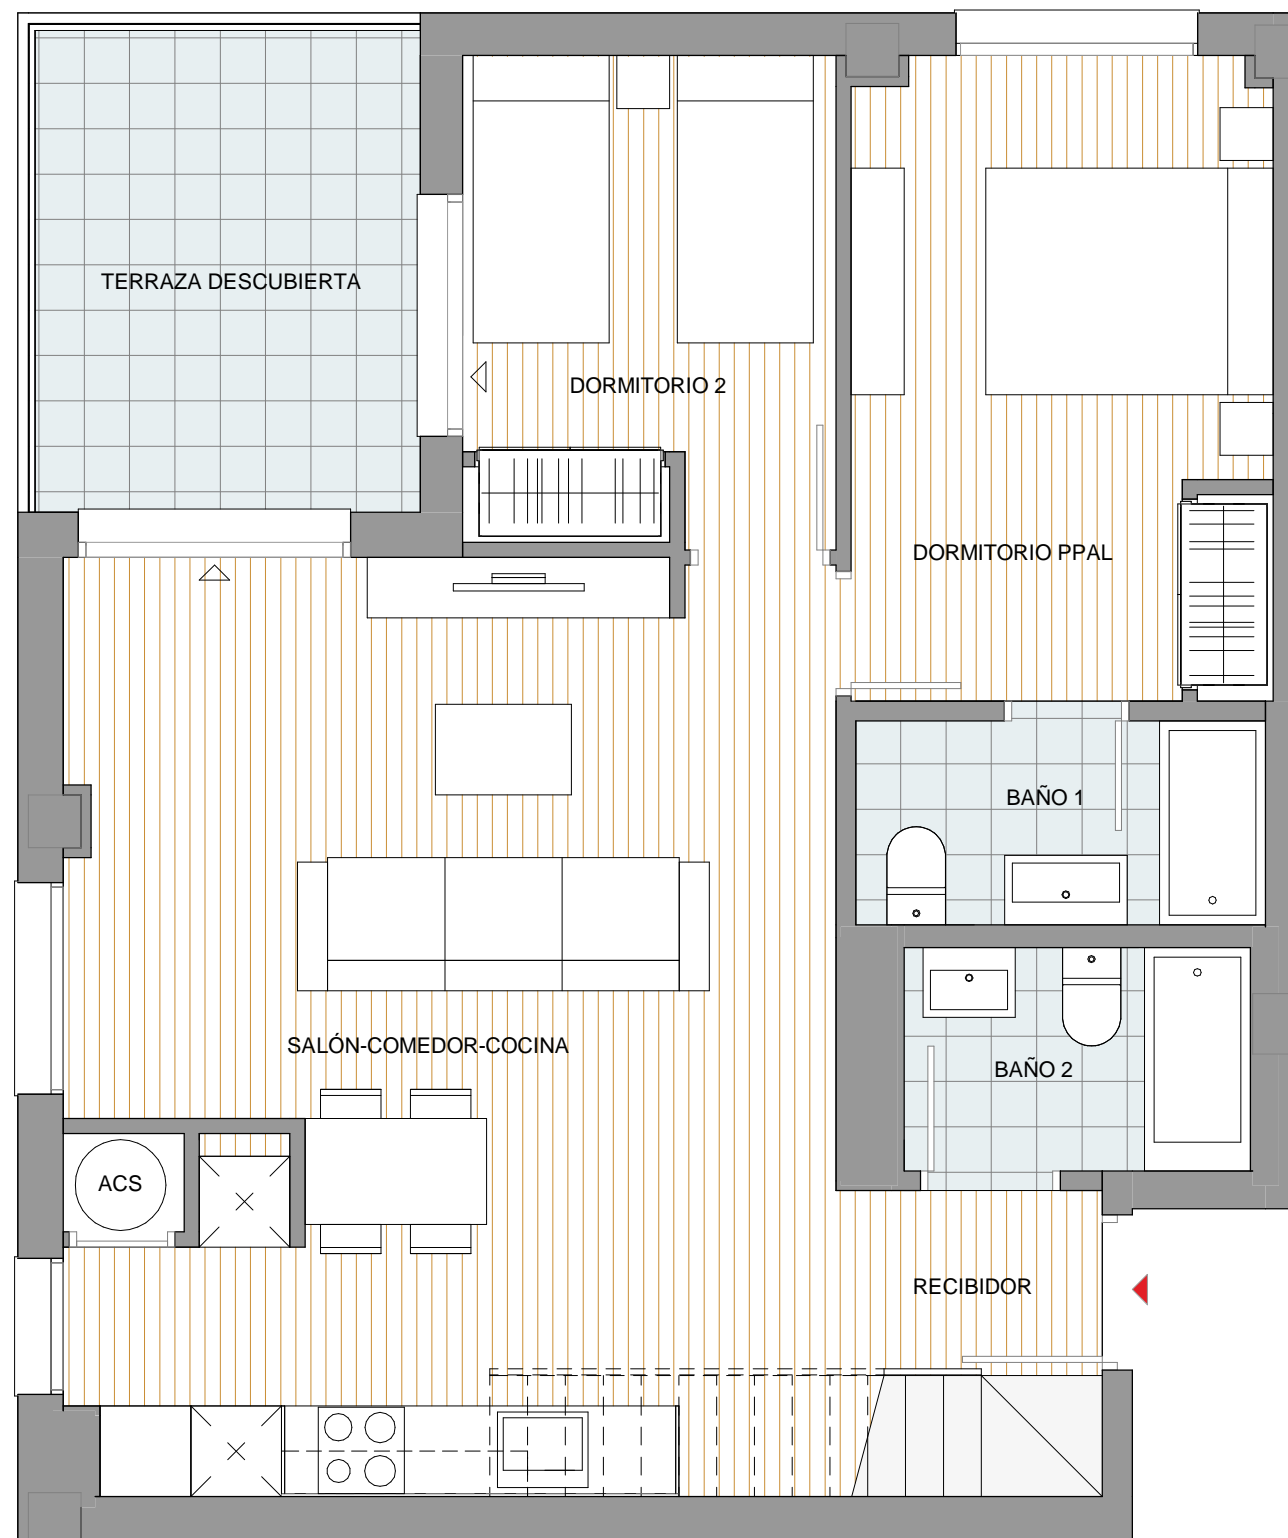 TERRAZA DESCUBIERTA
DORMITORIO 2
DORMITORIO PPAL
BAÑO 1
SALÓN-COMEDOR-COCINA
BAÑO 2
ACS
RECIBIDOR